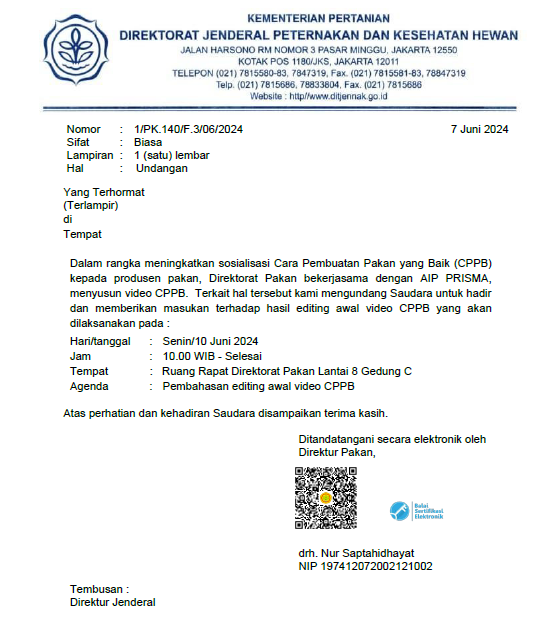 KEMENTERIAN PERTANIAN
DIREKTORAT JENDERAL PETERNAKAN DAN KESEHATAN HEWAN
JALAN HARSONO RM NOMOR 3 PASAR MINGGU, JAKARTA 12550
KOTAK POS 1180/JKS, JAKARTA 12011
TELEPON (021) 7815580-83, 7847319, Fax. (021) 7815581-83, 78847319
Telp. (021) 7815686, 78833804, Fax. (021) 7815686
Website : http//www.ditjennak.go.id
Nomor : 1/PK.140/F.3/06/2024 7 Juni 2024
Sifat : Biasa
Lampiran : 1 (satu) lembar
Hal : Undangan
Yang Terhormat
(Terlampir)
di
Tempat
Dalam rangka meningkatkan sosialisasi Cara Pembuatan Pakan yang Baik (CPPB)
kepada produsen pakan, Direktorat Pakan bekerjasama dengan AIP PRISMA,
menyusun video CPPB. Terkait hal tersebut kami mengundang Saudara untuk hadir
dan memberikan masukan terhadap hasil editing awal video CPPB yang akan
dilaksanakan pada :
Hari/tanggal : Senin/10 Juni 2024
Jam : 10.00 WIB - Selesai
Tempat : Ruang Rapat Direktorat Pakan Lantai 8 Gedung C
Agenda : Pembahasan editing awal video CPPB
Atas perhatian dan kehadiran Saudara disampaikan terima kasih.
Ditandatangani secara elektronik oleh
Direktur Pakan,
Balai
Sertifikasi
Elektronik
drh. Nur Saptahidhayat
NIP 197412072002121002
Tembusan :
Direktur Jenderal